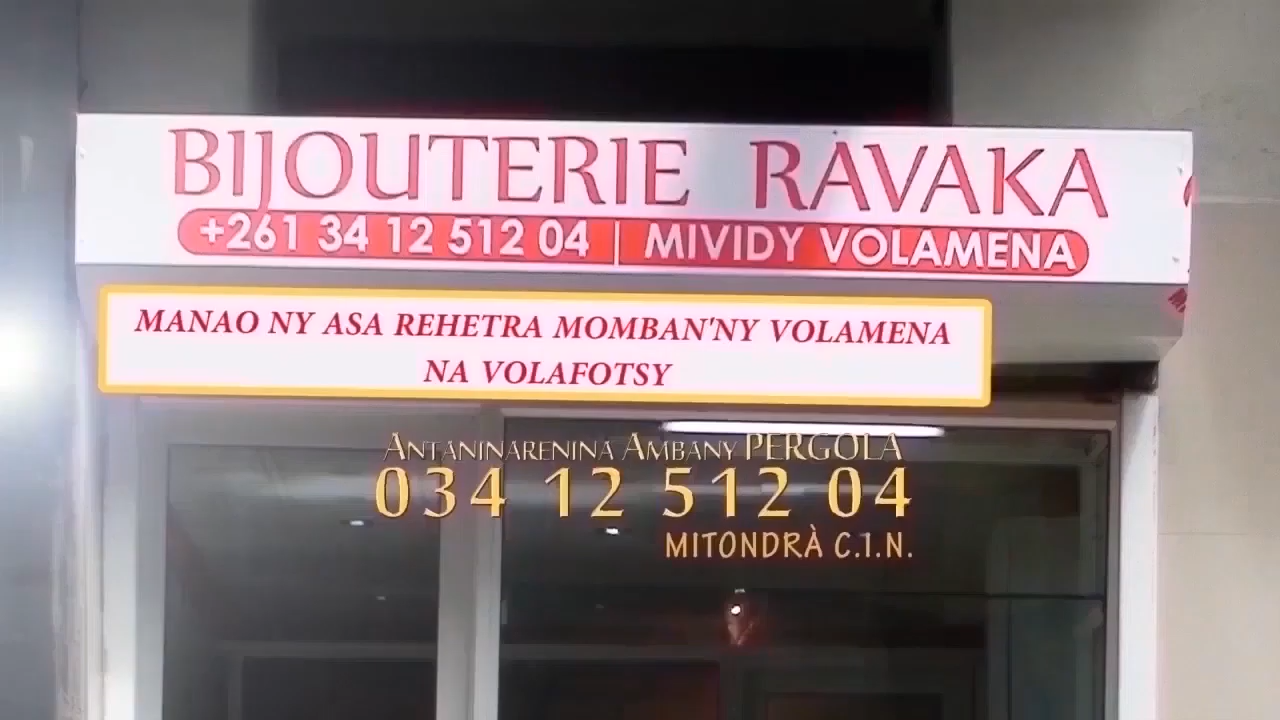 BIJOUTERIE RAVAKA
+261 34 12 512 04 | MIVIDY VOLAMENA
MANAO NY ASA REHETRA MOMBAN'NY VOLAMENA
NA VOLAFOTSY
ANTANINARENINA AMBANY PERGOLA
034 12 512 04
MITONDRÀ C.I.N.